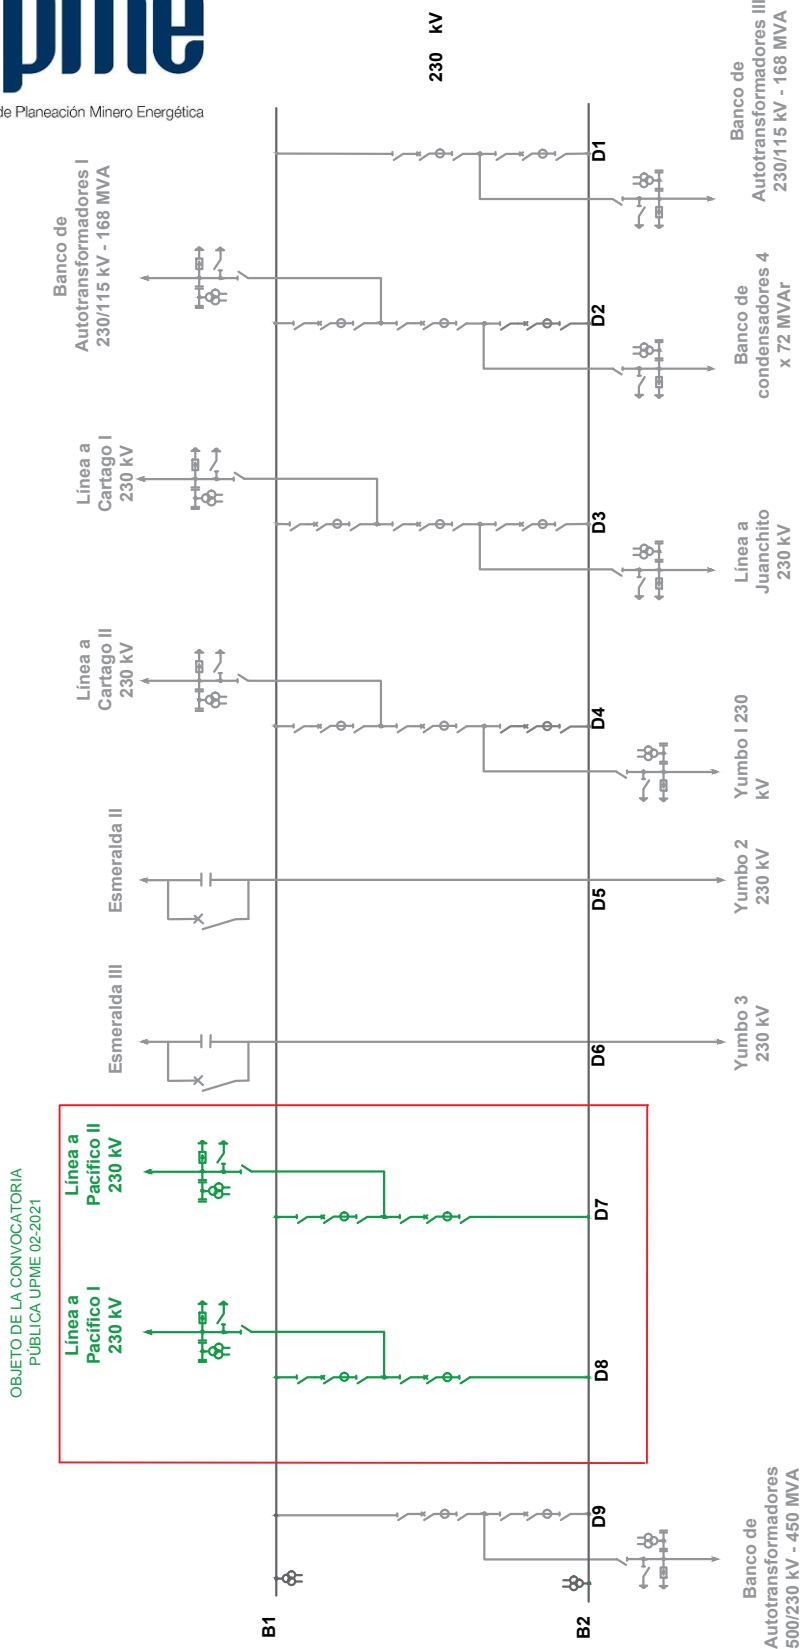 pme
de Planeación Minero Energética
230 kV
OBJETO DE LA CONVOCATORIA
PÚBLICA UPME 02-2021
Línea a
Pacífico I
230 kV
Línea a
Pacífico II
230 kV
Esmeralda III
Esmeralda II
Línea a
Cartago II
230 kV
Línea a
Cartago I
230 kV
Banco de
Autotransformadores I
230/115 kV - 168 MVA
B1
B2
D9
D8
D7
D6
D5
D4
D3
D2
D1
Banco de
Autotransformadores
500/230 kV - 450 MVA
Yumbo 3
230 kV
Yumbo 2
230 kV
Yumbo I 230
kV
Línea a
Juanchito
230 kV
Banco de
condensadores 4
x 72 MVAr
Banco de
Autotransformadores III
230/115 kV - 168 MVA